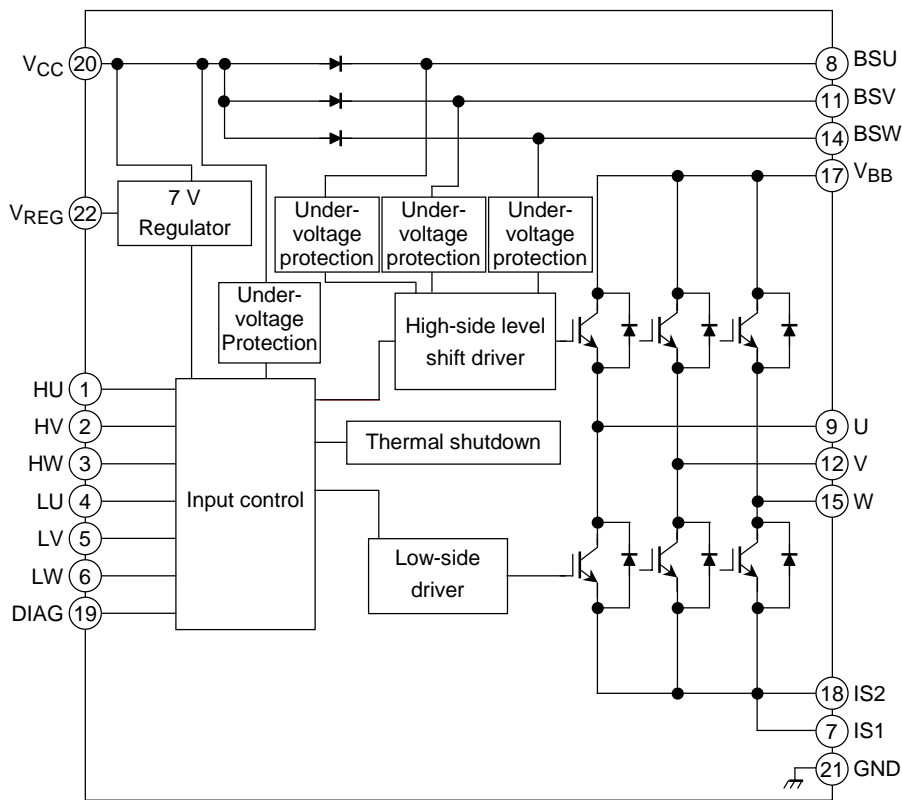 VCC 20
8 BSU
11 BSV
14 BSW
17 VBB
VREG 22
7 V
Regulator
Under-
voltage
protection
Under-
voltage
protection
Under-
voltage
protection
Under-
voltage
Protection
High-side level
shift driver
HU 1
HV 2
HW 3
LU 4
LV 5
LW 6
DIAG 19
Input control
Thermal shutdown
Low-side
driver
9 U
12 V
15 W
18 IS2
7 IS1
21 GND